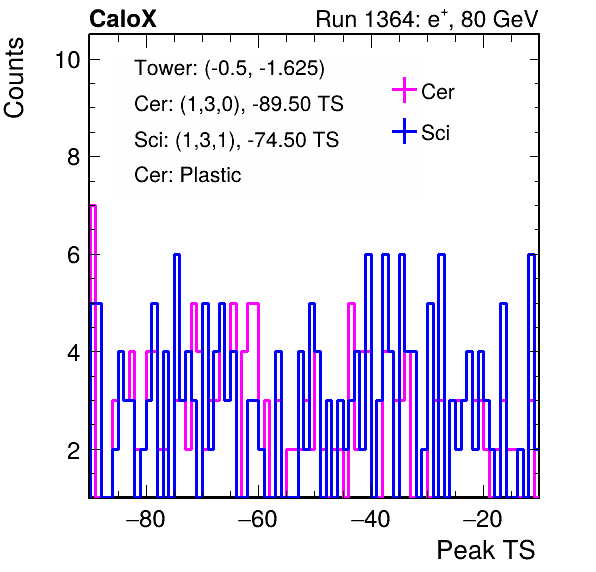 CaloX Run 1364: e⁺, 80 GeV
Counts
Tower: (-0.5, -1.625)
Cer: (1,3,0), -89.50 TS
Sci: (1,3,1), -74.50 TS
Cer: Plastic
Cer
Sci
10
8
6
4
2
−80 −60 −40 −20
Peak TS